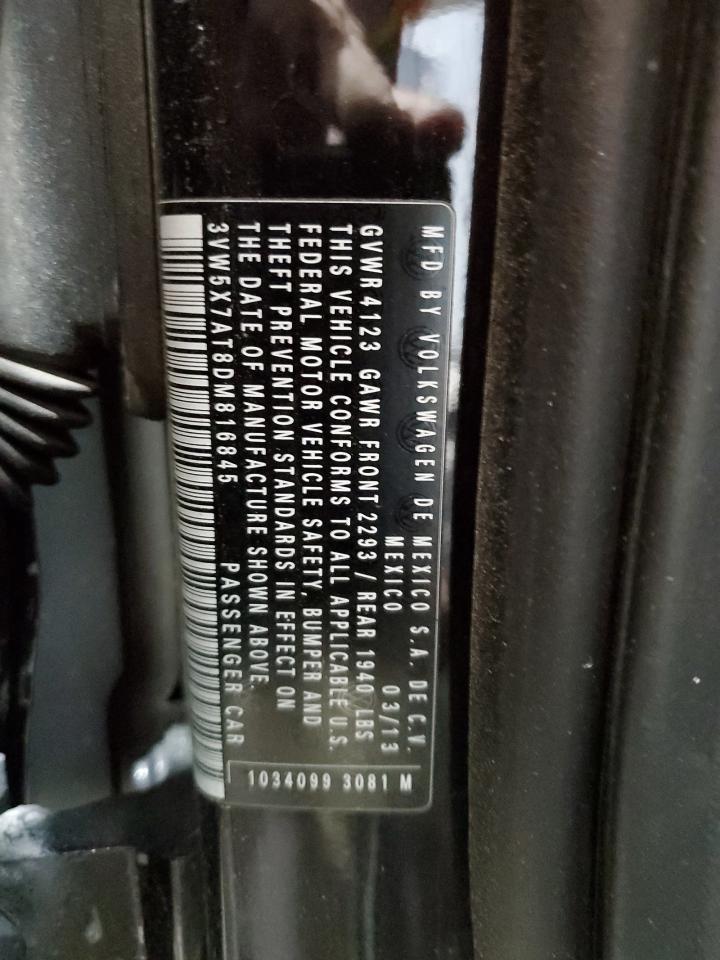 MFD BY VOLKSWAGEN DE MEXICO S.A. DE C.V.
MEXICO 03/13
GVWR 4123 GAWR FRONT 2293 / REAR 1940 LBS
THIS VEHICLE CONFORMS TO ALL APPLICABLE U.S.
FEDERAL MOTOR VEHICLE SAFETY, BUMPER AND
THEFT PREVENTION STANDARDS IN EFFECT ON
THE DATE OF MANUFACTURE SHOWN ABOVE.
3VW5X7AT8DM816845 PASSENGER CAR
1034099 3081 M